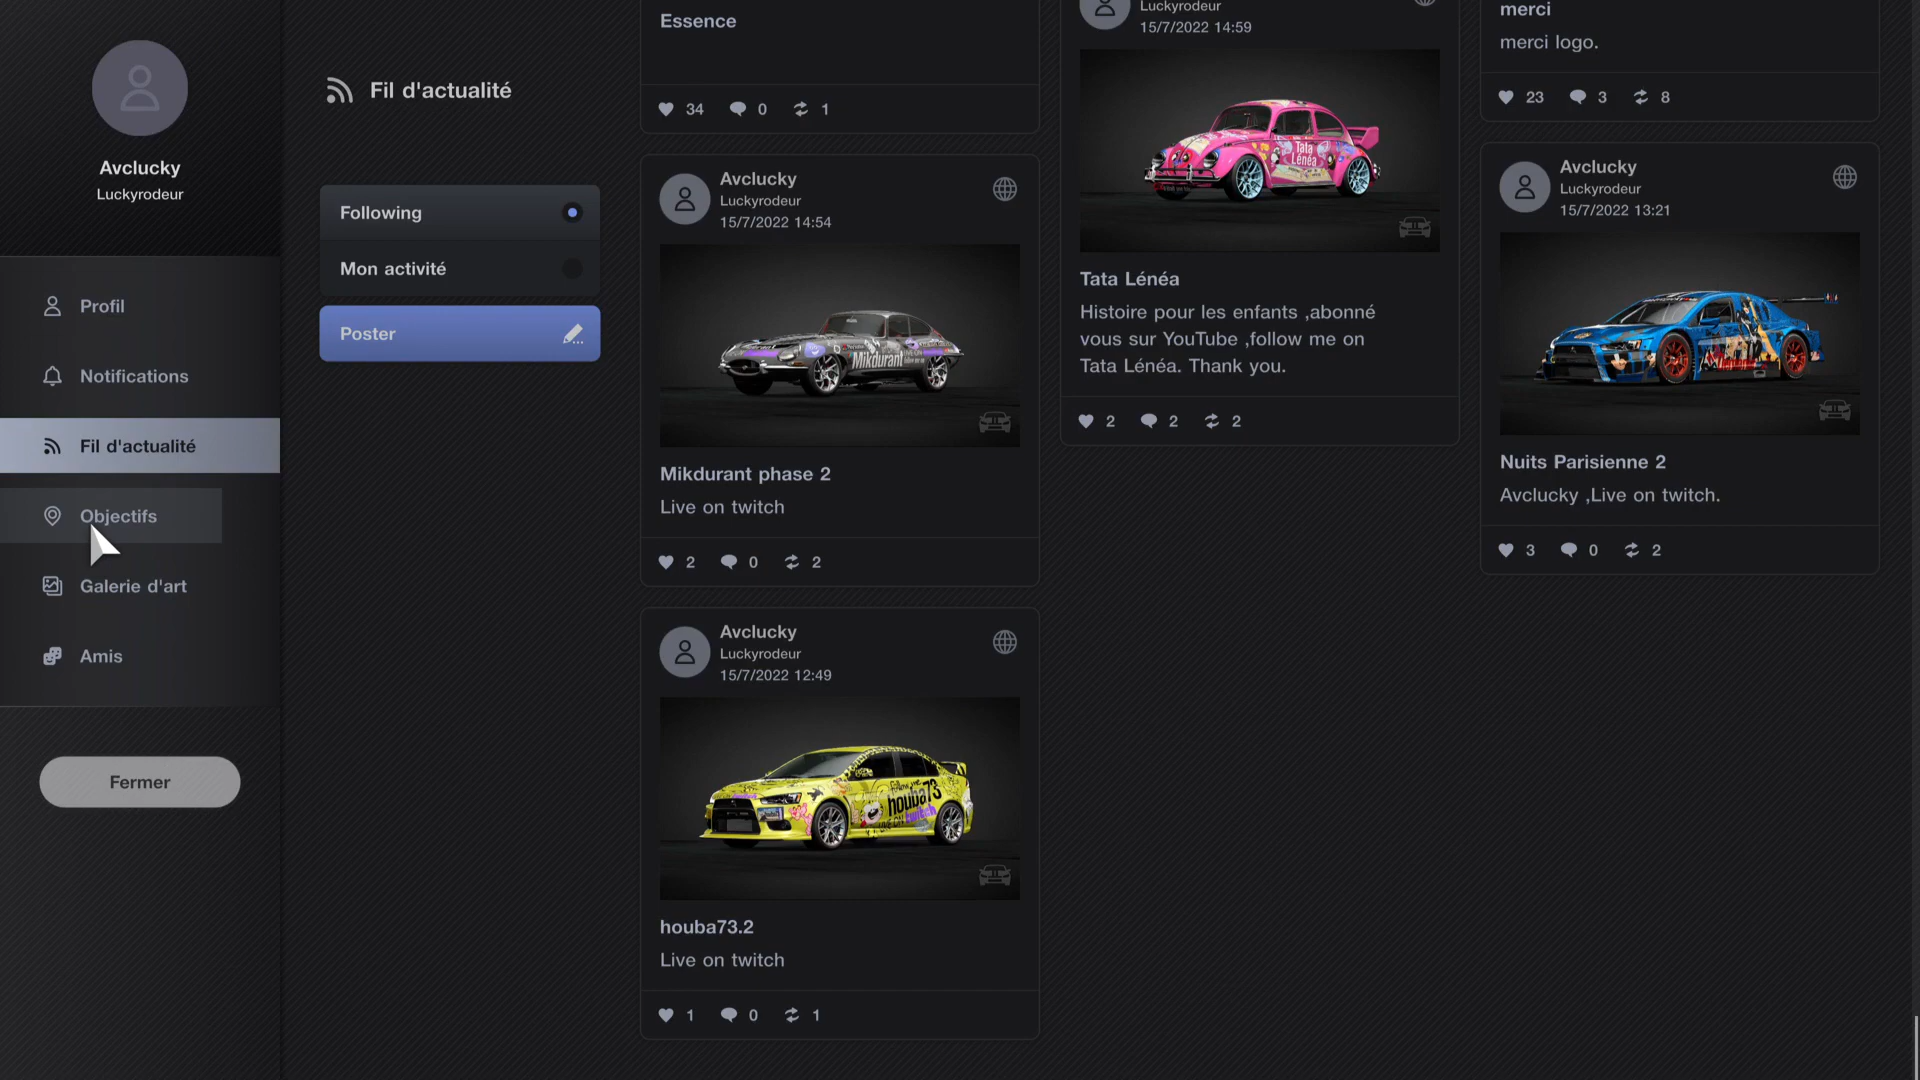 Avclucky
Luckyrodeur
Profil
Notifications
Fil d'actualité
Objectifs
Galerie d'art
Amis
Fermer
Fil d'actualité
Following
Mon activité
Poster
Essence
34 0 1
Avclucky
Luckyrodeur
15/7/2022 14:54
Mikdurant
Mikdurant phase 2
Live on twitch
2 0 2
Avclucky
Luckyrodeur
15/7/2022 12:49
houba73
twitch
houba73.2
Live on twitch
1 0 1
Luckyrodeur
15/7/2022 14:59
Tata
Lénéa
Tata Lénéa
Histoire pour les enfants ,abonné
vous sur YouTube ,follow me on
Tata Lénéa. Thank you.
2 2 2
merci
merci logo.
23 3 8
Avclucky
Luckyrodeur
15/7/2022 13:21
Nuits Parisienne 2
Avclucky ,Live on twitch.
3 0 2